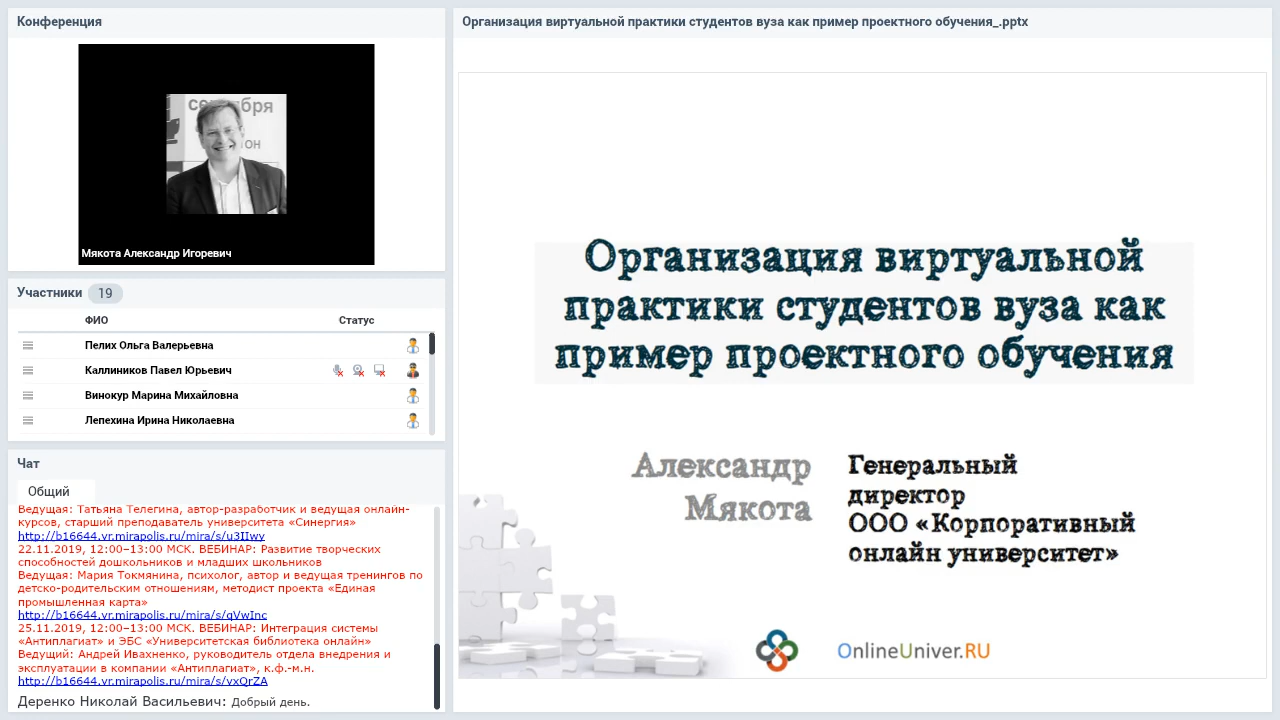 Конференция
сентября
Мякота Александр Игоревич
Участники 19
ФИО Статус
Пелих Ольга Валерьевна
Каллиников Павел Юрьевич
Винокур Марина Михайловна
Лепехина Ирина Николаевна
Чат
Общий
Ведущая: Татьяна Телегина, автор-разработчик и ведущая онлайн-
курсов, старший преподаватель университета «Синергия»
http://b16644.vr.mirapolis.ru/mira/s/u3IIwy
22.11.2019, 12:00–13:00 МСК. ВЕБИНАР: Развитие творческих
способностей дошкольников и младших школьников
Ведущая: Мария Токмянина, психолог, автор и ведущая тренингов по
детско-родительским отношениям, методист проекта «Единая
промышленная карта»
http://b16644.vr.mirapolis.ru/mira/s/qVwInc
25.11.2019, 12:00–13:00 МСК. ВЕБИНАР: Интеграция системы
«Антиплагиат» и ЭБС «Университетская библиотека онлайн»
Ведущий: Андрей Ивахненко, руководитель отдела внедрения и
эксплуатации в компании «Антиплагиат», к.ф.-м.н.
http://b16644.vr.mirapolis.ru/mira/s/vxQrZA
Деренко Николай Васильевич: Добрый день.
Организация виртуальной практики студентов вуза как пример проектного обучения_.pptx
Организация виртуальной
практики студентов вуза как
пример проектного обучения
Александр
Мякота
Генеральный
директор
ООО «Корпоративный
онлайн университет»
OnlineUniver.RU